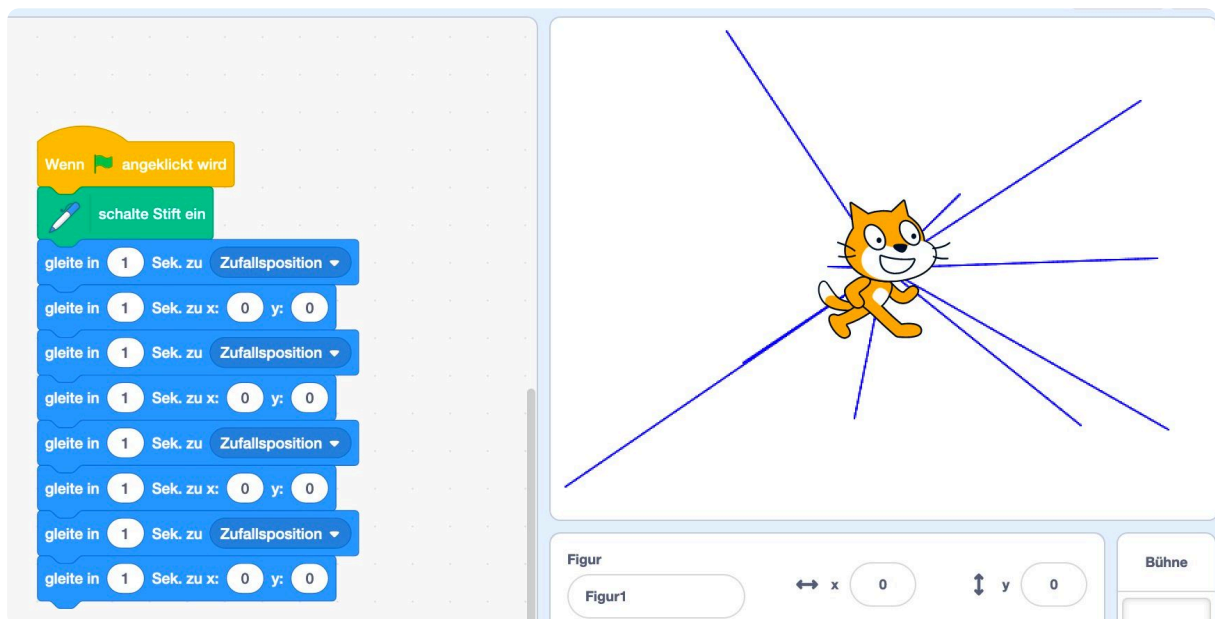 Wenn angeklickt wird
schalte Stift ein
gleite in 1 Sek. zu Zufallsposition
gleite in 1 Sek. zu x: 0 y: 0
gleite in 1 Sek. zu Zufallsposition
gleite in 1 Sek. zu x: 0 y: 0
gleite in 1 Sek. zu Zufallsposition
gleite in 1 Sek. zu x: 0 y: 0
gleite in 1 Sek. zu Zufallsposition
gleite in 1 Sek. zu x: 0 y: 0
Figur
Figur1
x 0
y 0
Bühne